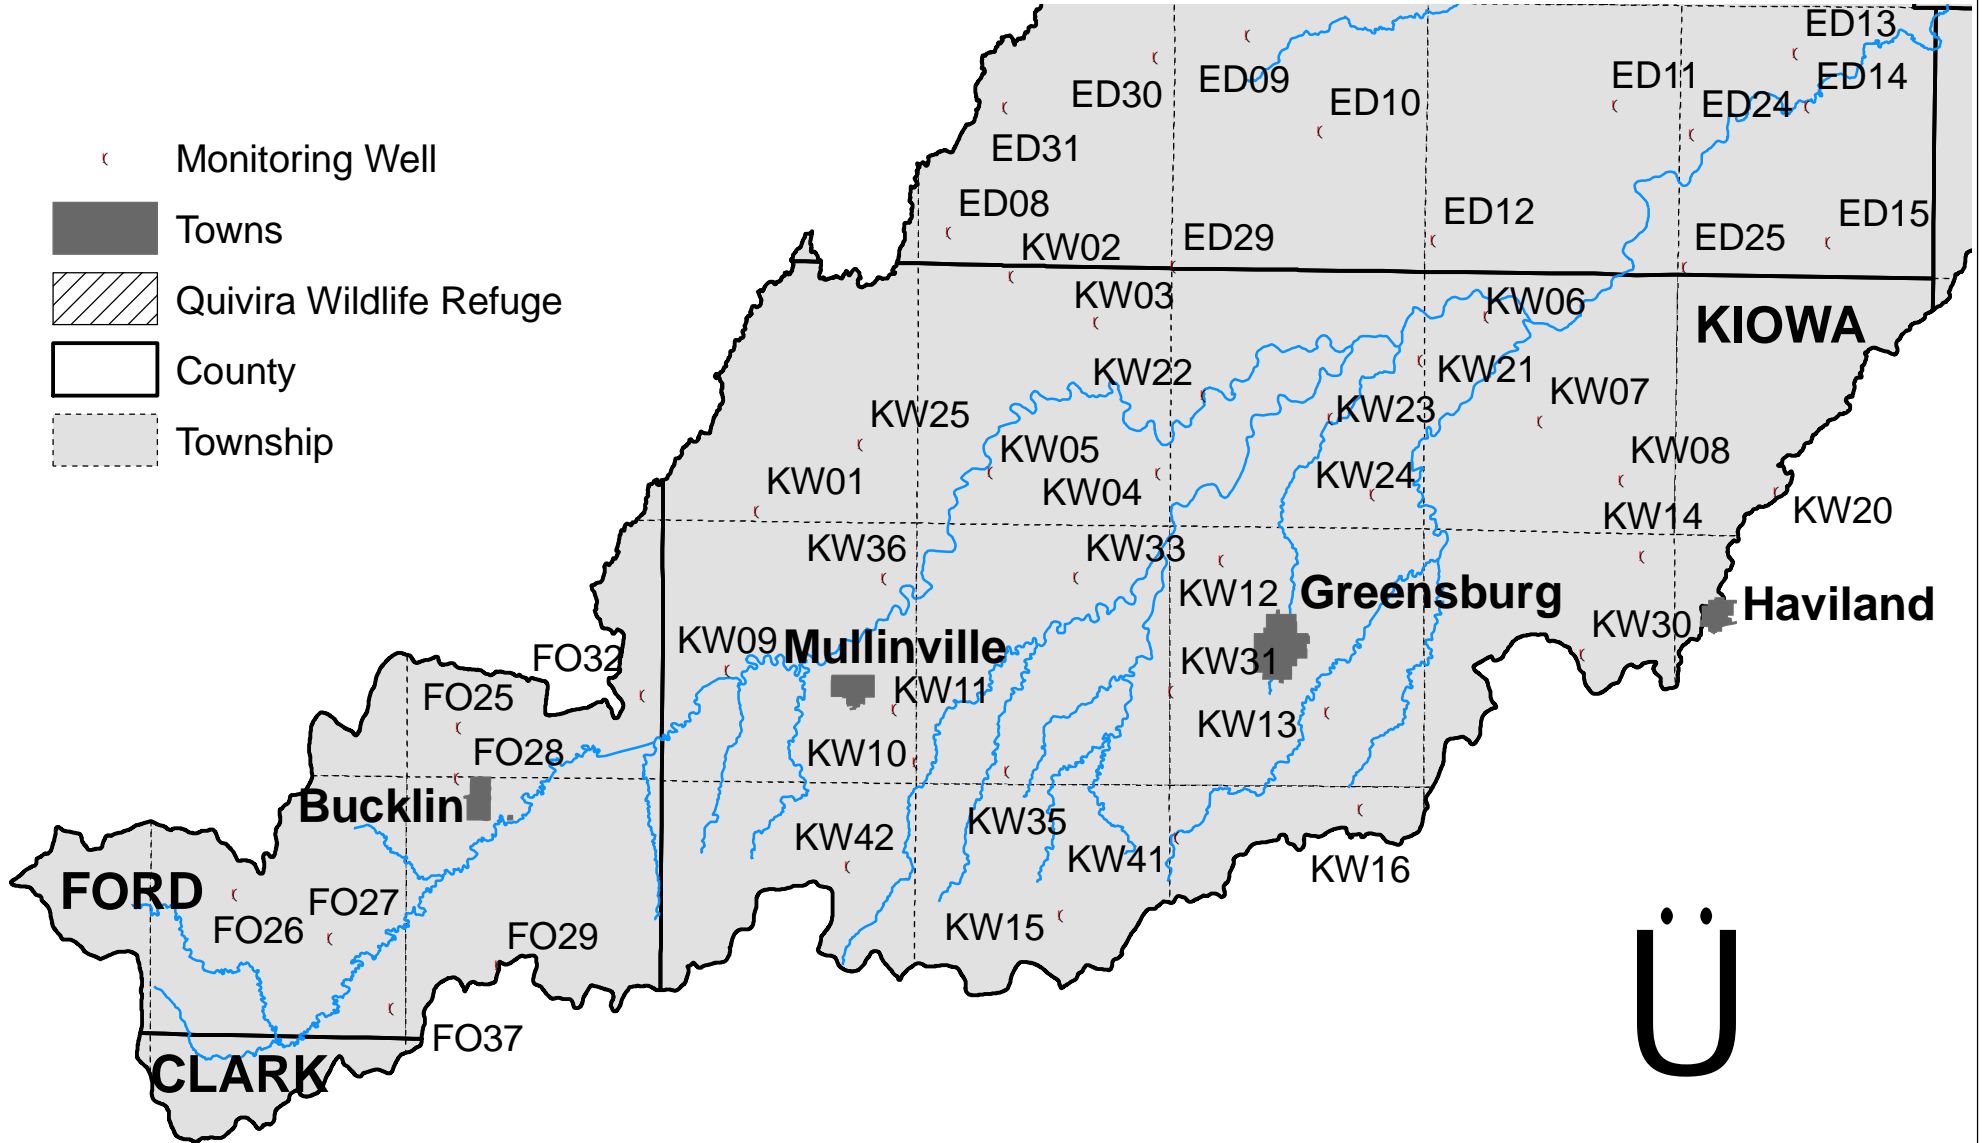 ED13
ED30
ED09
ED10
ED11
ED24
ED14
ED31
Monitoring Well
Towns
Quivira Wildlife Refuge
County
Township
ED08
KW02
ED29
ED12
ED25
ED15
KW03
KW06
KIOWA
KW22
KW21
KW07
KW25
KW23
KW05
KW04
KW24
KW08
KW01
KW14
KW20
KW36
KW33
KW12
Greensburg
Haviland
KW30
FO32
KW09
Mullinville
KW31
KW11
FO25
KW13
FO28
KW10
Bucklin
KW35
KW42
KW41
KW16
FORD
FO27
FO26
FO29
KW15
FO37
CLARK
Ü